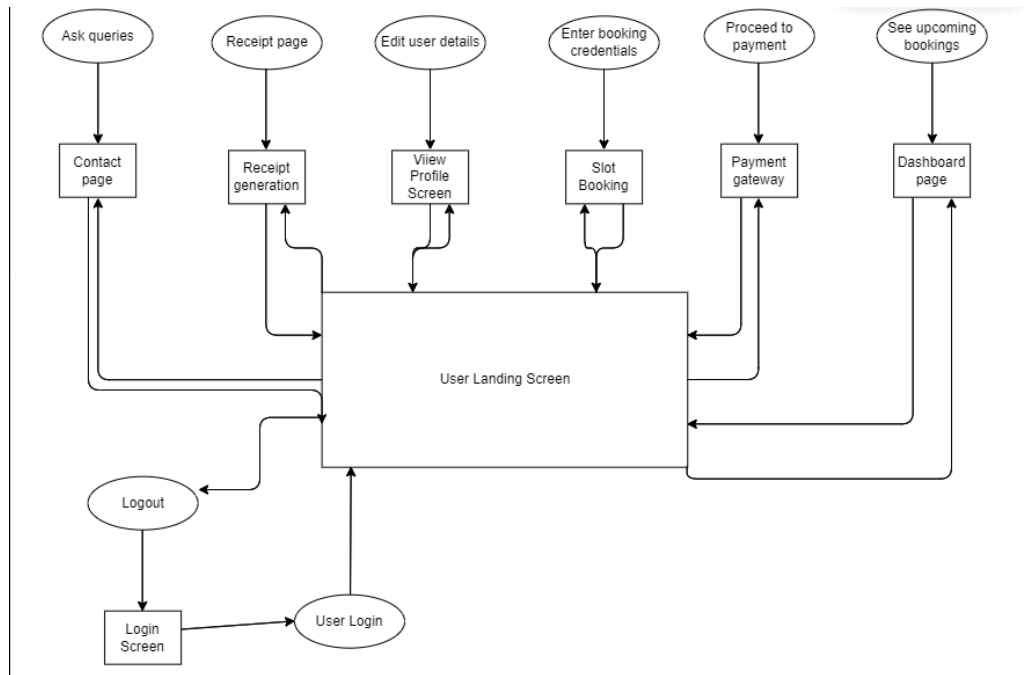 Ask queries
Receipt page
Edit user details
Enter booking
credentials
Proceed to
payment
See upcoming
bookings
Contact
page
Receipt
generation
Viiew
Profile
Screen
Slot
Booking
Payment
gateway
Dashboard
page
User Landing Screen
Logout
Login
Screen
User Login